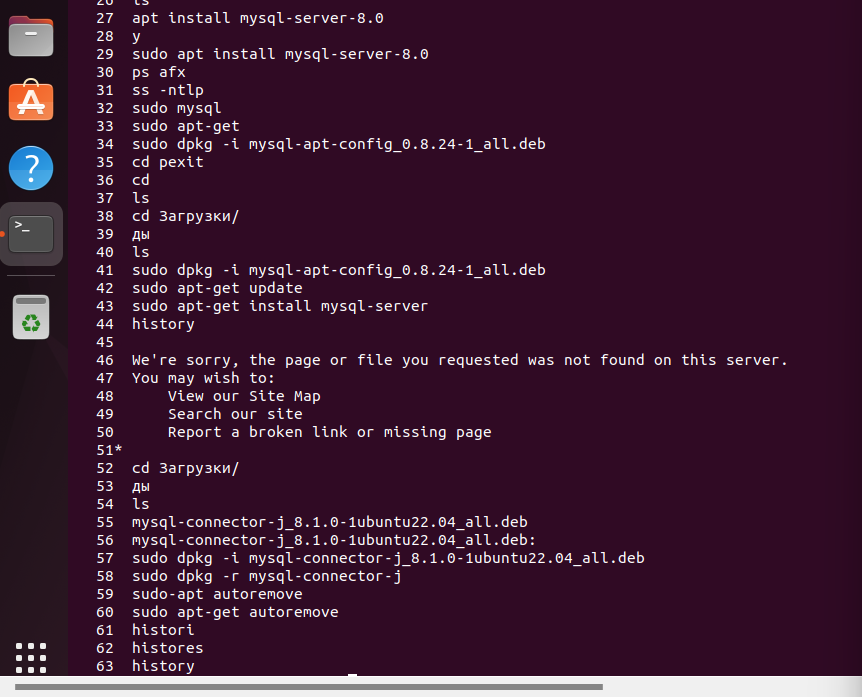 26 ls
27 apt install mysql-server-8.0
28 y
29 sudo apt install mysql-server-8.0
30 ps afx
31 ss -ntlp
32 sudo mysql
33 sudo apt-get
34 sudo dpkg -i mysql-apt-config_0.8.24-1_all.deb
35 cd pexit
36 cd
37 ls
38 cd Загрузки/
39 ды
40 ls
41 sudo dpkg -i mysql-apt-config_0.8.24-1_all.deb
42 sudo apt-get update
43 sudo apt-get install mysql-server
44 history
45
46 We're sorry, the page or file you requested was not found on this server.
47 You may wish to:
48 View our Site Map
49 Search our site
50 Report a broken link or missing page
51*
52 cd Загрузки/
53 ды
54 ls
55 mysql-connector-j_8.1.0-1ubuntu22.04_all.deb
56 mysql-connector-j_8.1.0-1ubuntu22.04_all.deb:
57 sudo dpkg -i mysql-connector-j_8.1.0-1ubuntu22.04_all.deb
58 sudo dpkg -r mysql-connector-j
59 sudo-apt autoremove
60 sudo apt-get autoremove
61 histori
62 histores
63 history